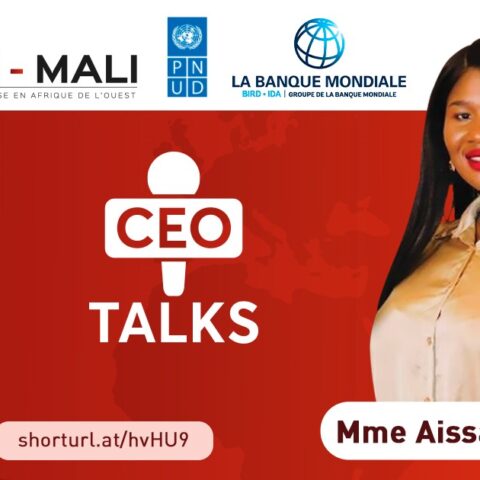 - MALI
SE EN AFRIQUE DE L'OUEST
P N
U D
LA BANQUE MONDIALE
BIRD • IDA | GROUPE DE LA BANQUE MONDIALE
CEO
TALKS
shorturl.at/hvHU9
Mme Aissa